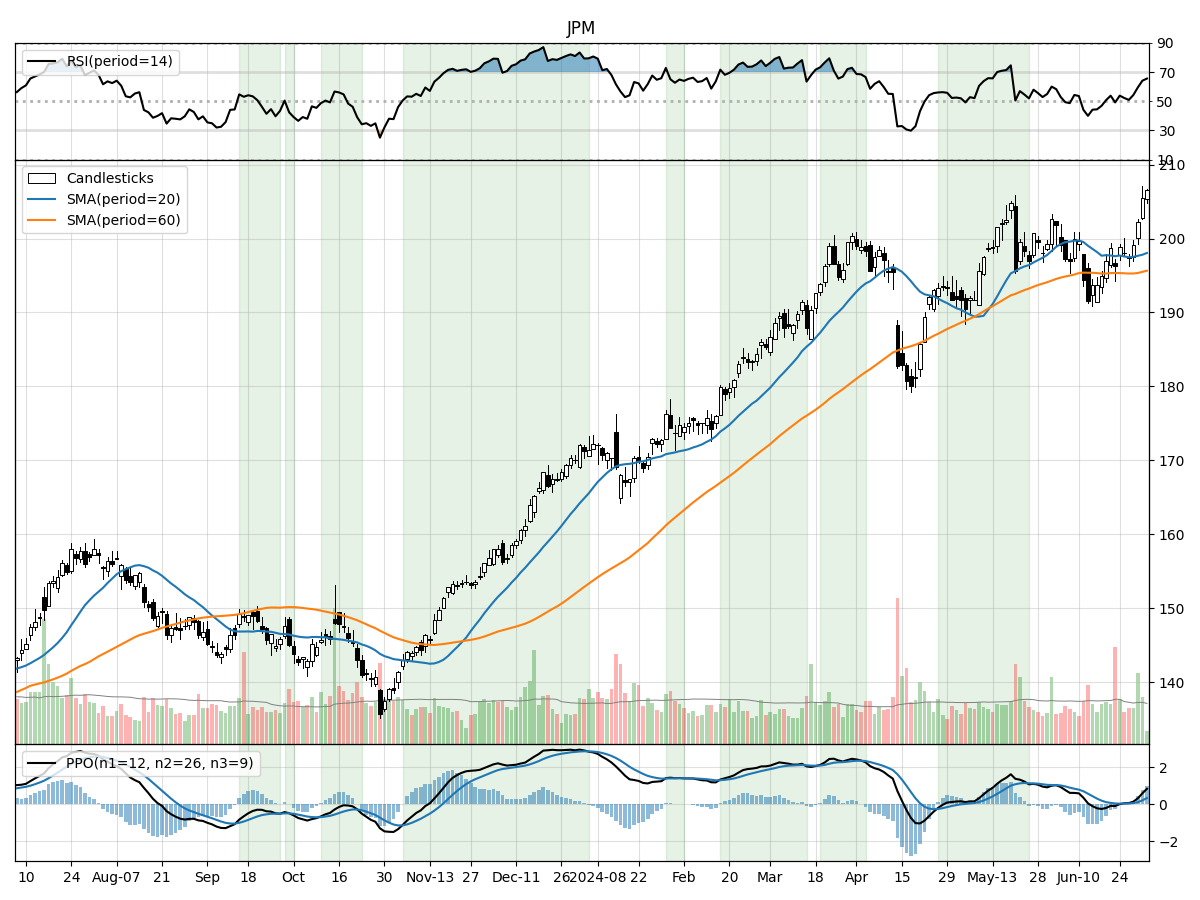 JPM
RSI(period=14)
90
70
50
30
10
Candlesticks
SMA(period=20)
SMA(period=60)
210
200
190
180
170
160
150
140
PPO(n1=12, n2=26, n3=9)
2
0
−2
10 24 Aug-07 21 Sep 18 Oct 16 30 Nov-13 27 Dec-11 26 2024-08 22 Feb 20 Mar 18 Apr 15 29 May-13 28 Jun-10 24